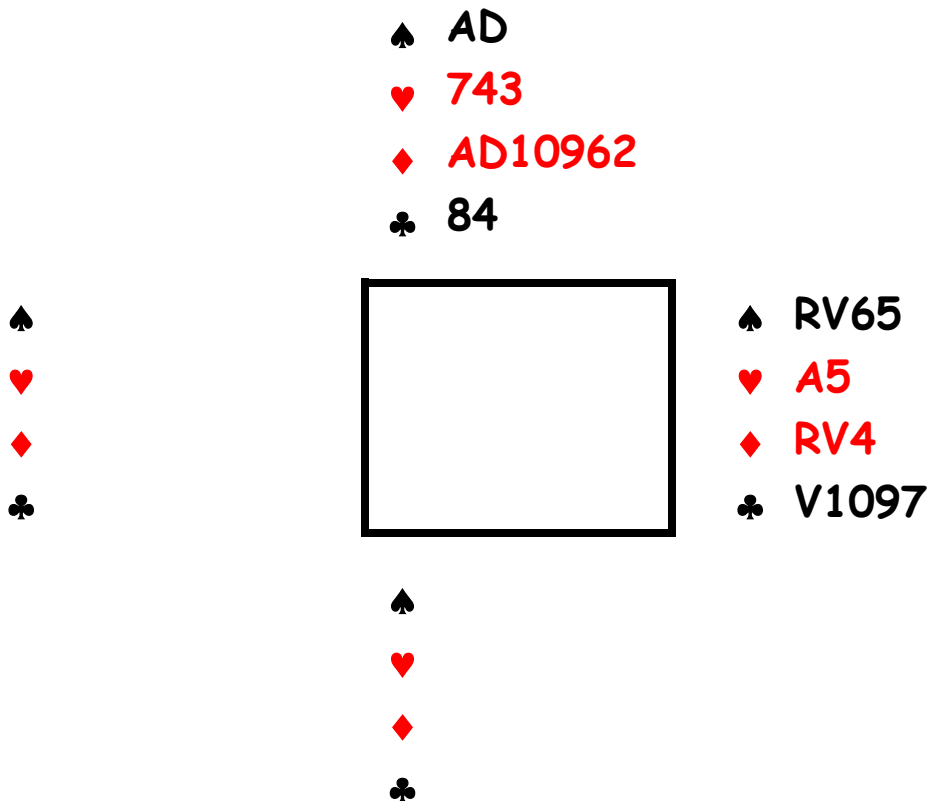 ♠ AD
♥ 743
♦ AD10962
♣ 84
♠
♥
♦
♣
♠ RV65
♥ A5
♦ RV4
♣ V1097
♠
♥
♦
♣